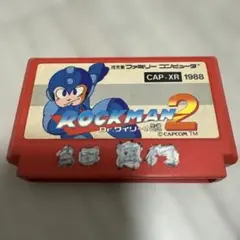 ファミリー コンピュータ
CAP-XR 1988
ROCKMAN 2
Dr.ワイリーの謎
©CAPCOM TM